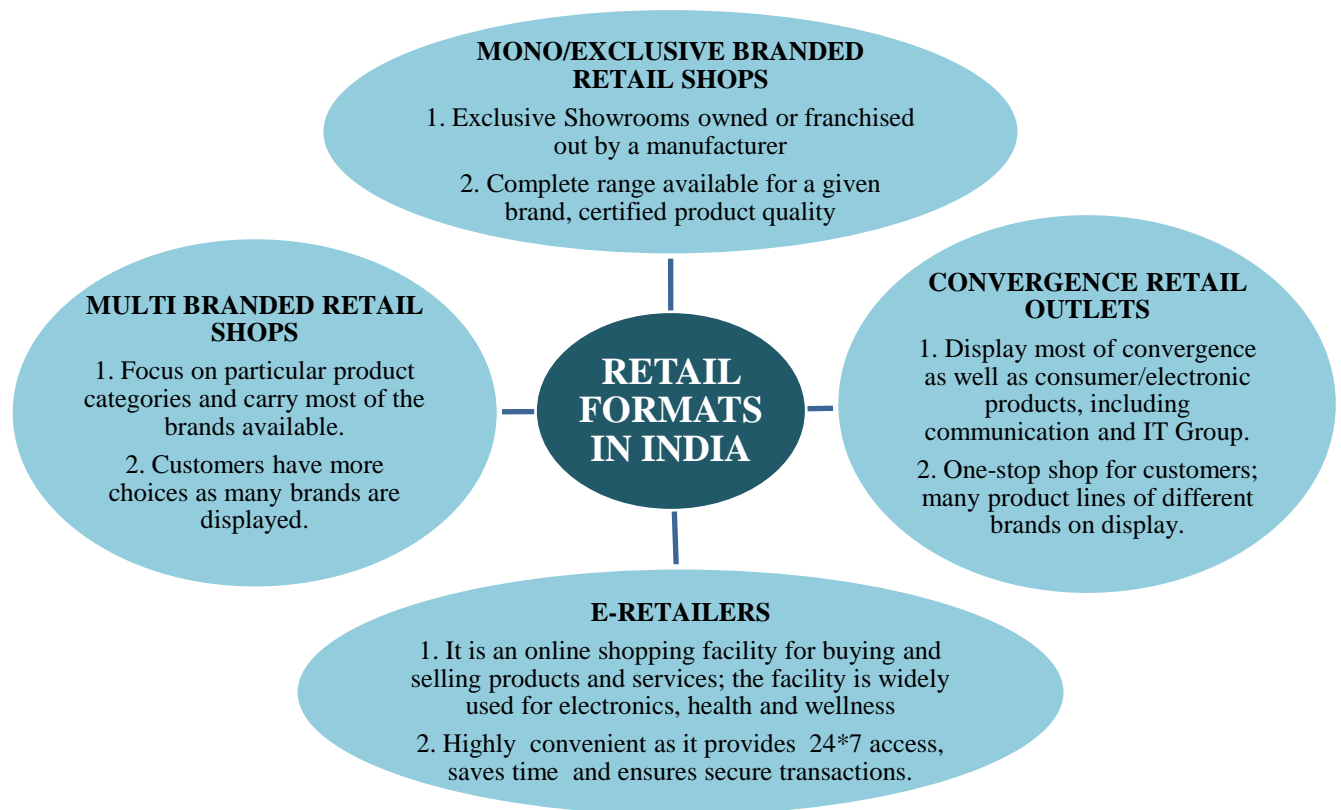 MONO/EXCLUSIVE BRANDED
RETAIL SHOPS
1. Exclusive Showrooms owned or franchised
out by a manufacturer
2. Complete range available for a given
brand, certified product quality
MULTI BRANDED RETAIL
SHOPS
1. Focus on particular product
categories and carry most of the
brands available.
2. Customers have more
choices as many brands are
displayed.
RETAIL
FORMATS
IN INDIA
CONVERGENCE RETAIL
OUTLETS
1. Display most of convergence
as well as consumer/electronic
products, including
communication and IT Group.
2. One-stop shop for customers;
many product lines of different
brands on display.
E-RETAILERS
1. It is an online shopping facility for buying and
selling products and services; the facility is widely
used for electronics, health and wellness
2. Highly convenient as it provides 24*7 access,
saves time and ensures secure transactions.